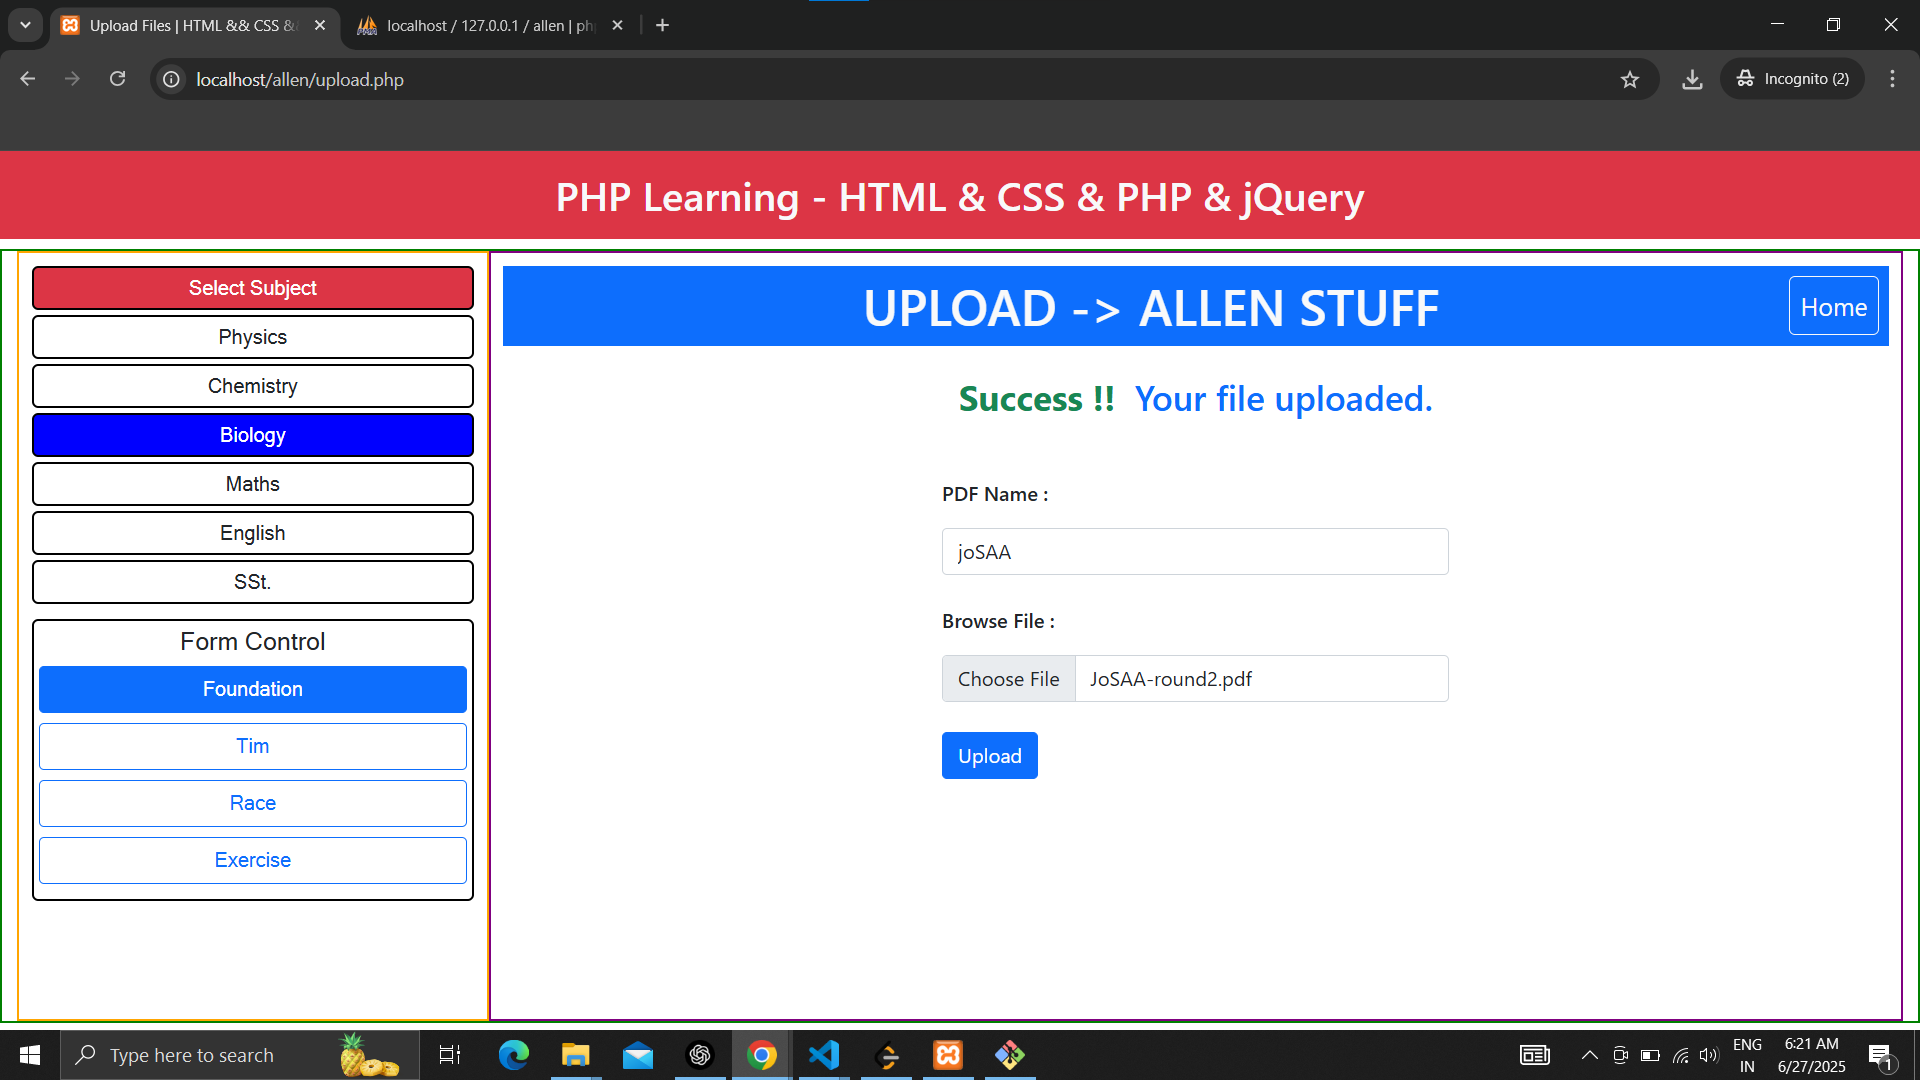 Upload Files | HTML && CSS &
localhost / 127.0.0.1 / allen | ph
localhost/allen/upload.php
Incognito (2)
PHP Learning - HTML & CSS & PHP & jQuery
Select Subject
Physics
Chemistry
Biology
Maths
English
SSt.
Form Control
Foundation
Tim
Race
Exercise
UPLOAD -> ALLEN STUFF
Home
Success !! Your file uploaded.
PDF Name :
joSAA
Browse File :
Choose File JoSAA-round2.pdf
Upload
Type here to search
ENG
IN
6:21 AM
6/27/2025
1